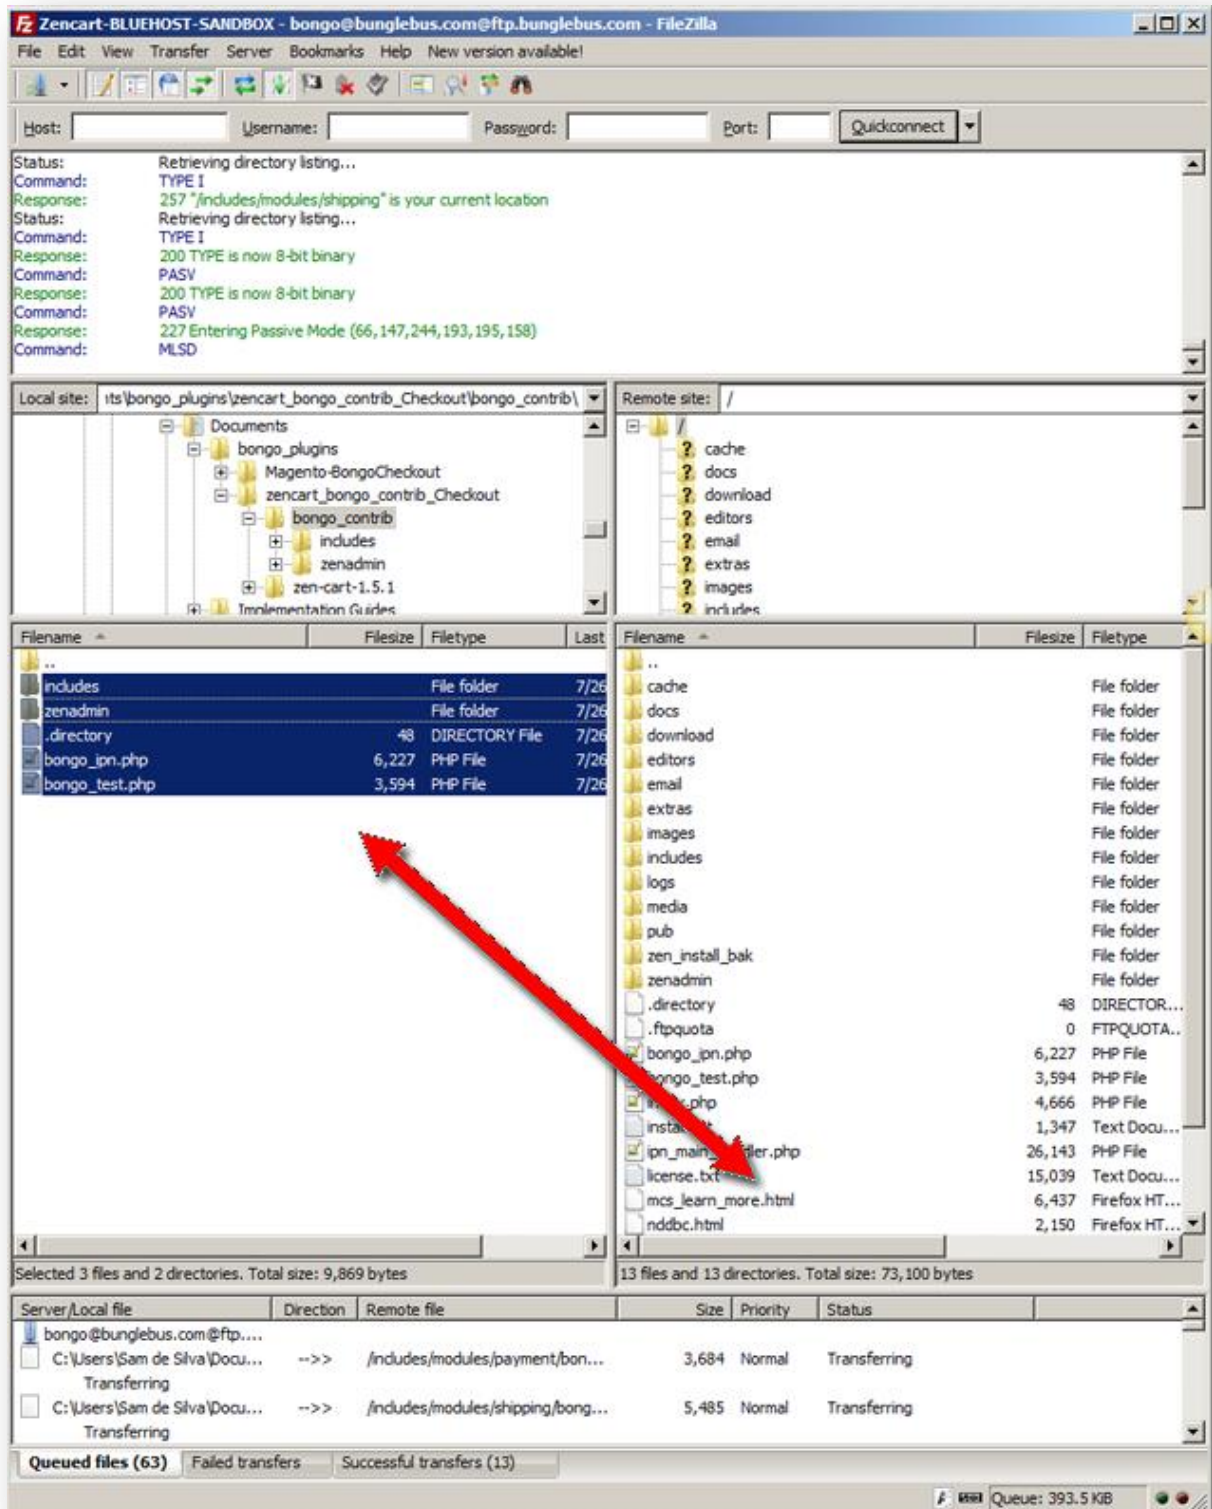 Zencart-BLUEHOST-SANDBOX - bongo@bunglebus.com@ftp.bunglebus.com - FileZilla
File Edit View Transfer Server Bookmarks Help New version available!
Host: Username: Password: Port: Quickconnect
Status: Retrieving directory listing...
Command: TYPE I
Response: 257 "/includes/modules/shipping" is your current location
Status: Retrieving directory listing...
Command: TYPE I
Response: 200 TYPE is now 8-bit binary
Command: PASV
Response: 200 TYPE is now 8-bit binary
Command: PASV
Response: 227 Entering Passive Mode (66,147,244,193,195,158)
Command: MLSD
Local site: ıts\bongo_plugins\zencart_bongo_contrib_Checkout\bongo_contrib\
Documents
bongo_plugins
Magento-BongoCheckout
zencart_bongo_contrib_Checkout
bongo_contrib
includes
zenadmin
zen-cart-1.5.1
Implementation Guides
Remote site: /
/
cache
docs
download
editors
email
extras
images
includes
Filename Filesize Filetype Last
..
includes File folder 7/26
zenadmin File folder 7/26
.directory 48 DIRECTORY File 7/26
bongo_ipn.php 6,227 PHP File 7/26
bongo_test.php 3,594 PHP File 7/26
Selected 3 files and 2 directories. Total size: 9,869 bytes
Filename Filesize Filetype
..
cache File folder
docs File folder
download File folder
editors File folder
email File folder
extras File folder
images File folder
includes File folder
logs File folder
media File folder
pub File folder
zen_install_bak File folder
zenadmin File folder
.directory 48 DIRECTOR...
.ftpquota 0 FTPQUOTA..
bongo_ipn.php 6,227 PHP File
bongo_test.php 3,594 PHP File
.php 4,666 PHP File
insta 1,347 Text Docu...
ipn_main_ dler.php 26,143 PHP File
license.txt 15,039 Text Docu...
mcs_learn_more.html 6,437 Firefox HT...
nddbc.html 2,150 Firefox HT...
13 files and 13 directories. Total size: 73,100 bytes
Server/Local file Direction Remote file Size Priority Status
bongo@bunglebus.com@ftp....
C:\Users\Sam de Silva\Docu... -->> /includes/modules/payment/bon... 3,684 Normal Transferring
Transferring
C:\Users\Sam de Silva\Docu... -->> /includes/modules/shipping/bong... 5,485 Normal Transferring
Transferring
Queued files (63) Failed transfers Successful transfers (13)
Queue: 393.5 KiB